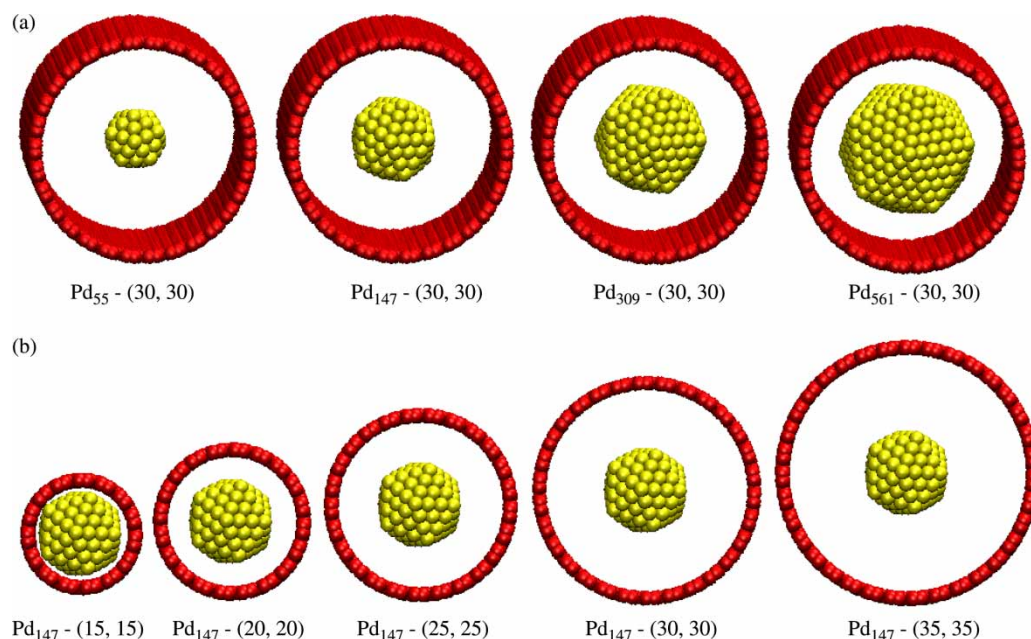 (a)
Pd₅₅ - (30, 30) Pd₁₄₇ - (30, 30) Pd₃₀₉ - (30, 30) Pd₅₆₁ - (30, 30)
(b)
Pd₁₄₇ - (15, 15) Pd₁₄₇ - (20, 20) Pd₁₄₇ - (25, 25) Pd₁₄₇ - (30, 30) Pd₁₄₇ - (35, 35)